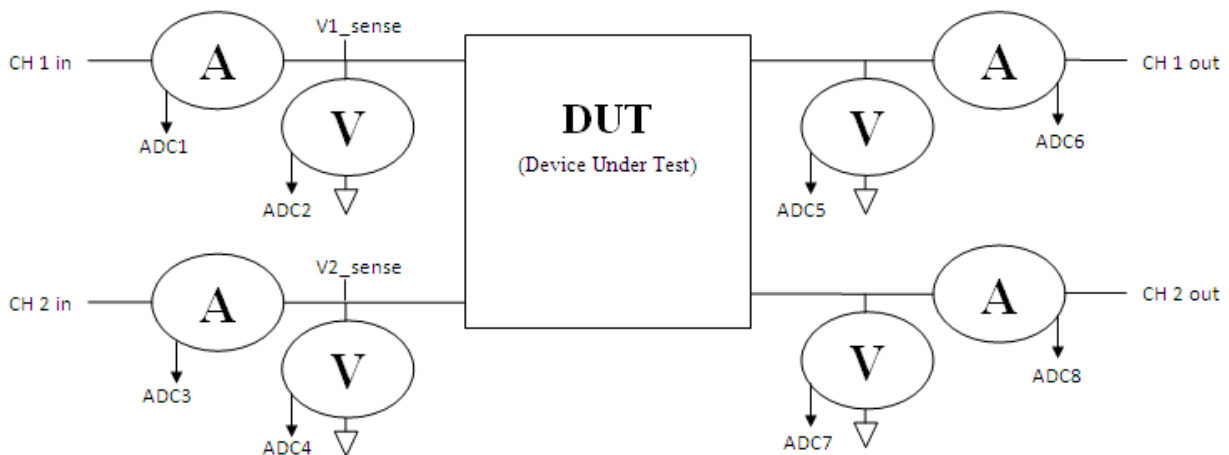 A
V1_sense
A
CH 1 in
CH 1 out
DUT
V
V
(Device Under Test)
ADC1
ADC6
ADC2
ADC5
V2_sense
A
A
CH 2 in
CH 2 out
V
V
ADC3
ADC8
ADC4
ADC7